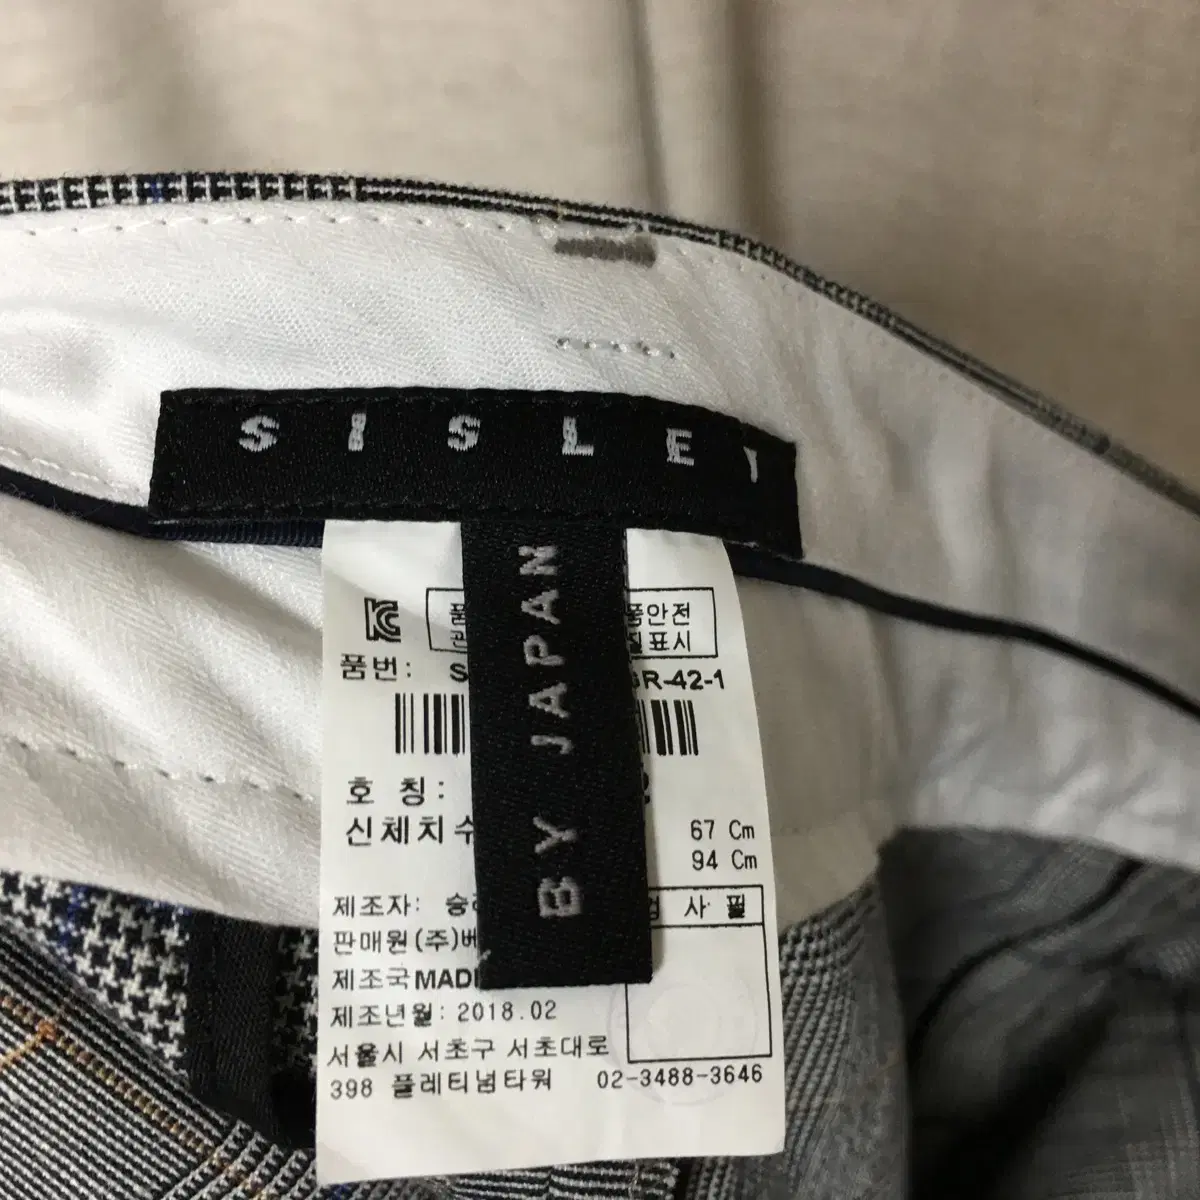 SISLEY
BY JAPAN
품안전
질표시
품번: GR-42-1
호 칭:
신체치수
67 Cm
94 Cm
제조자: 검 사 필
판매원(주)베
제조국MADE
제조년월: 2018.02
서울시 서초구 서초대로
398 플레티넘타워 02-3488-3646